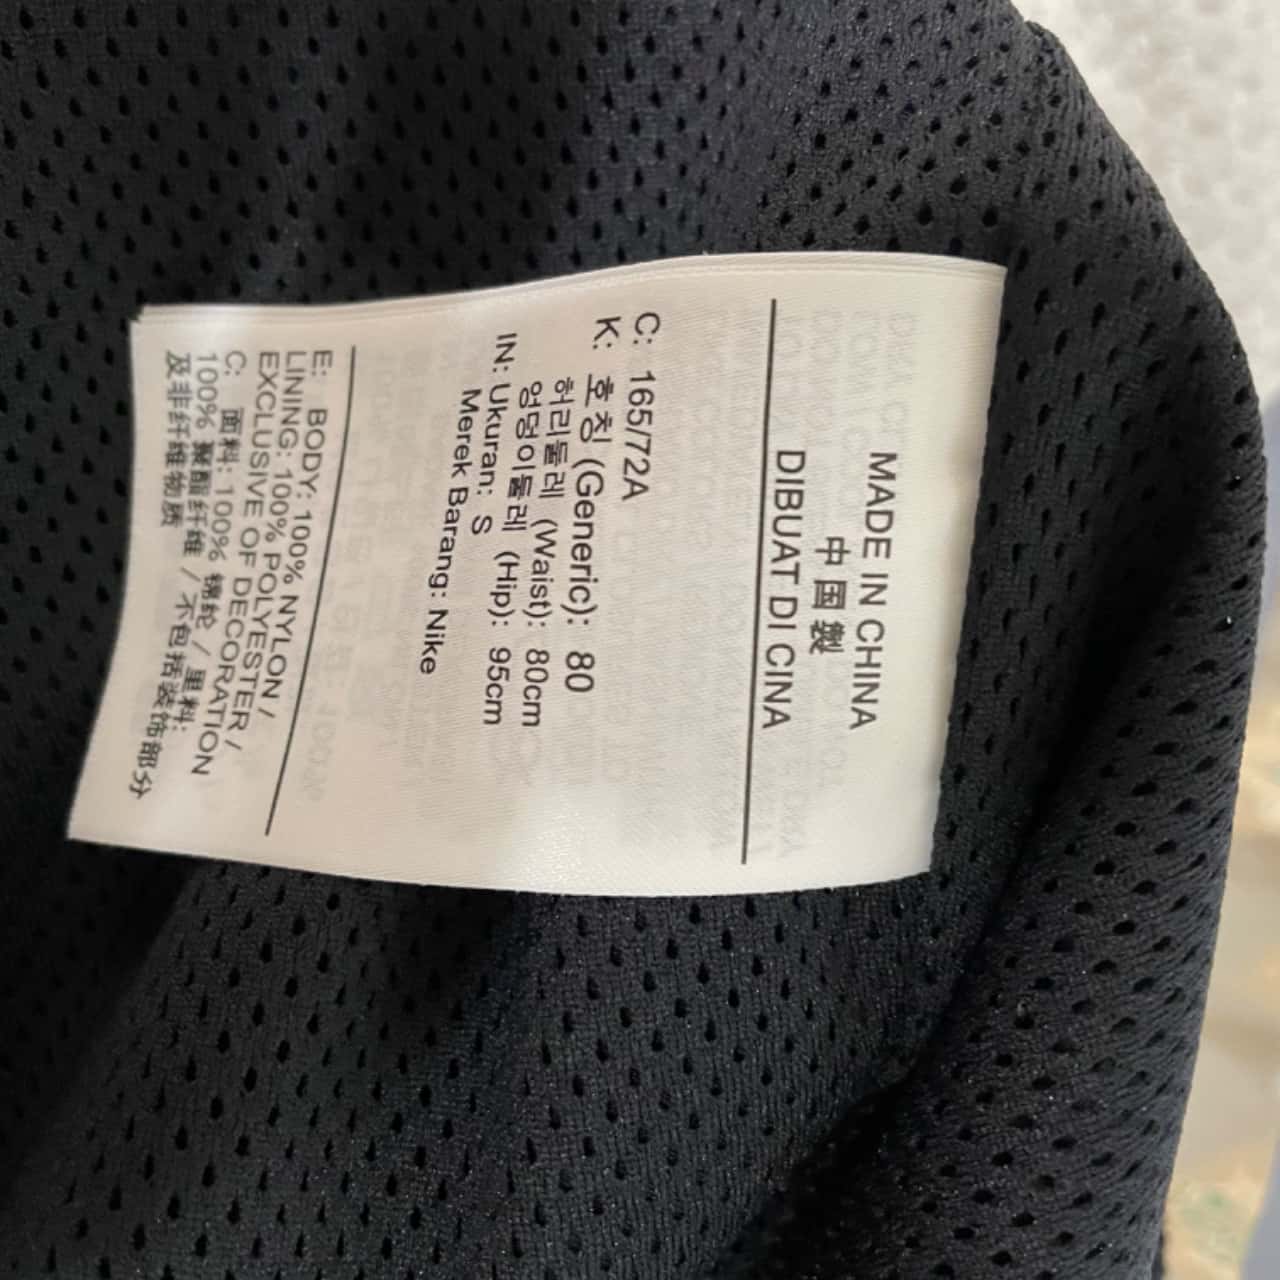 MADE IN CHINA
中國製
DIBUAT DI CINA
C: 165/72A
K: 호칭 (Generic): 80
허리둘레 (Waist): 80cm
엉덩이둘레 (Hip): 95cm
IN: Ukuran: S
Merek Barang: Nike
E: BODY: 100% NYLON /
LINING: 100% POLYESTER /
EXCLUSIVE OF DECORATION
C: 面料: 100% 锦纶 / 里料:
100% 聚酯纤维 / 不包括装饰部分
及非纤维物质